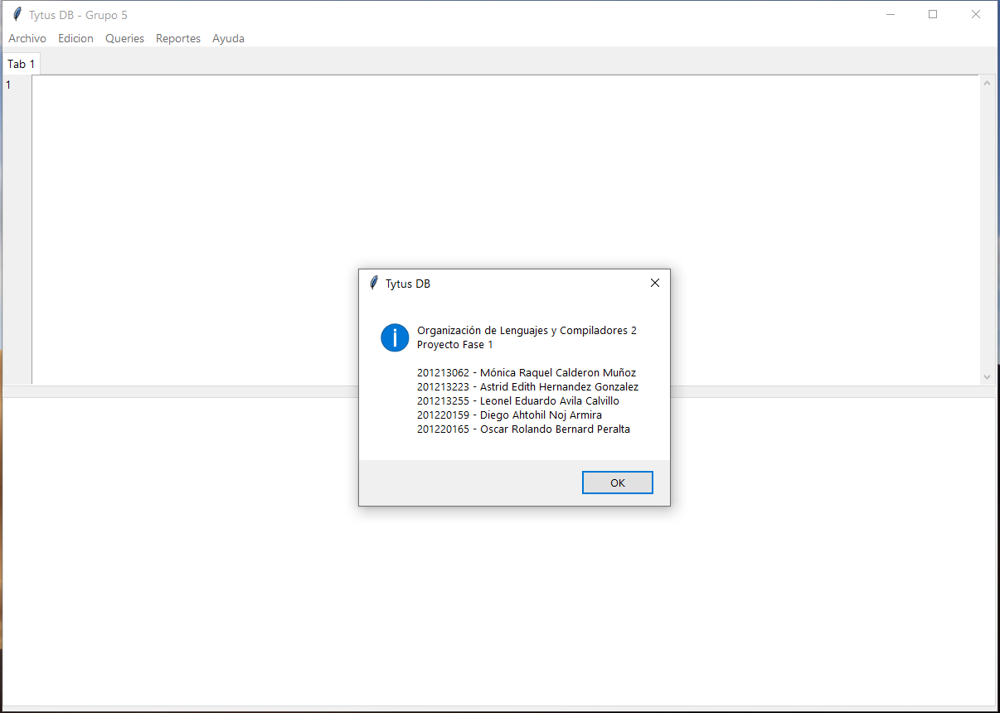 Tytus DB - Grupo 5
Archivo Edicion Queries Reportes Ayuda
Tab 1
1
Tytus DB
Organización de Lenguajes y Compiladores 2
Proyecto Fase 1
201213062 - Mónica Raquel Calderon Muñoz
201213223 - Astrid Edith Hernandez Gonzalez
201213255 - Leonel Eduardo Avila Calvillo
201220159 - Diego Ahtohil Noj Armira
201220165 - Oscar Rolando Bernard Peralta
OK